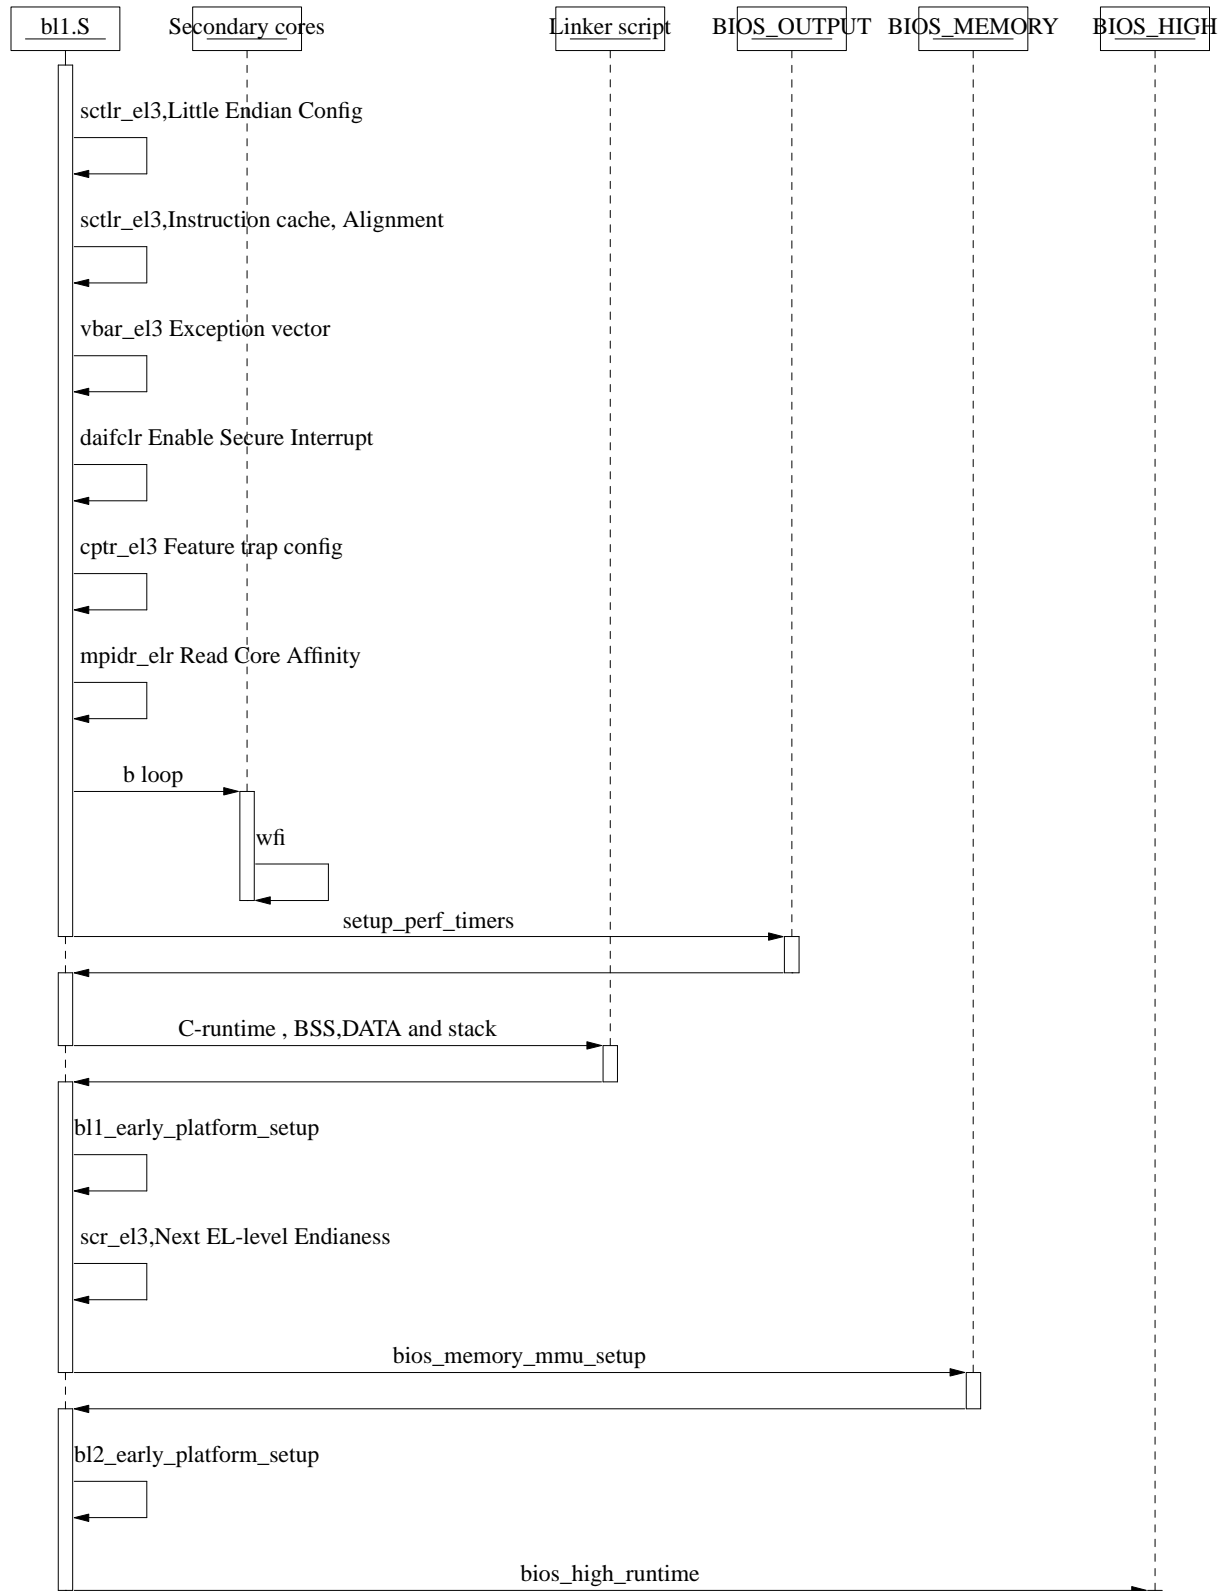 bl1.S
Secondary cores
Linker script
BIOS_OUTPUT
BIOS_MEMORY
BIOS_HIGH
sctlr_el3,Little Endian Config
sctlr_el3,Instruction cache, Alignment
vbar_el3 Exception vector
daifclr Enable Secure Interrupt
cptr_el3 Feature trap config
mpidr_elr Read Core Affinity
b loop
wfi
setup_perf_timers
C-runtime , BSS,DATA and stack
bl1_early_platform_setup
scr_el3,Next EL-level Endianess
bios_memory_mmu_setup
bl2_early_platform_setup
bios_high_runtime